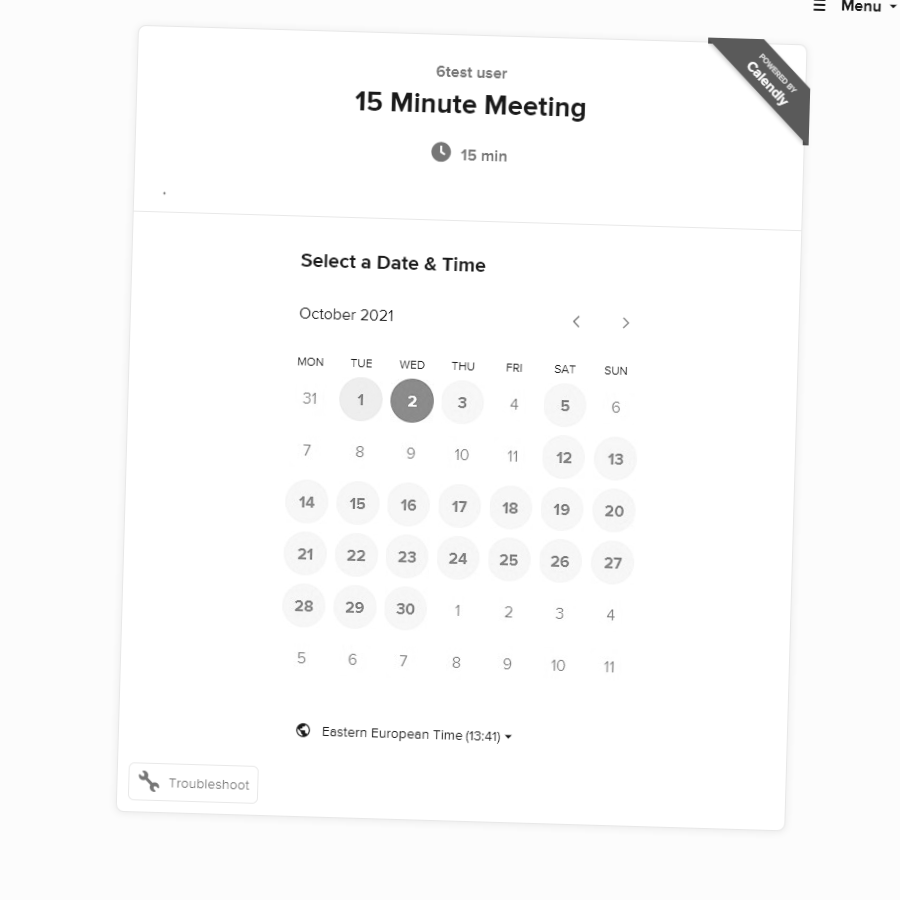 Menu
POWERED BY
Calendly
6test user
15 Minute Meeting
15 min
Select a Date & Time
October 2021
MON TUE WED THU FRI SAT SUN
31 1 2 3 4 5 6
7 8 9 10 11 12 13
14 15 16 17 18 19 20
21 22 23 24 25 26 27
28 29 30 1 2 3 4
5 6 7 8 9 10 11
Eastern European Time (13:41)
Troubleshoot